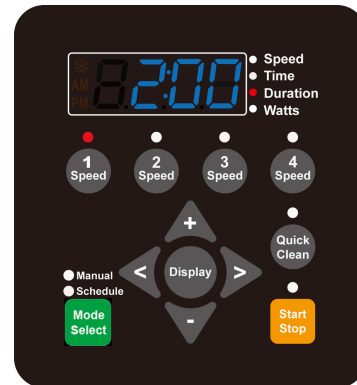 AM
PM
2:00
Speed
Time
Duration
Watts
1
Speed
2
Speed
3
Speed
4
Speed
+
Quick
Clean
Manual
Schedule
<
Display
>
Mode
Select
-
Start
Stop